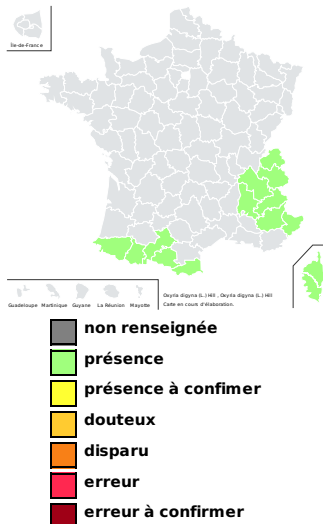 Île-de-France
Guadeloupe Martinique Guyane La Réunion Mayotte
Oxyria digyna (L.) Hill , Oxyria digyna (L.) Hill
Carte en cours d'élaboration.
non renseignée
présence
présence à confimer
douteux
disparu
erreur
erreur à confirmer